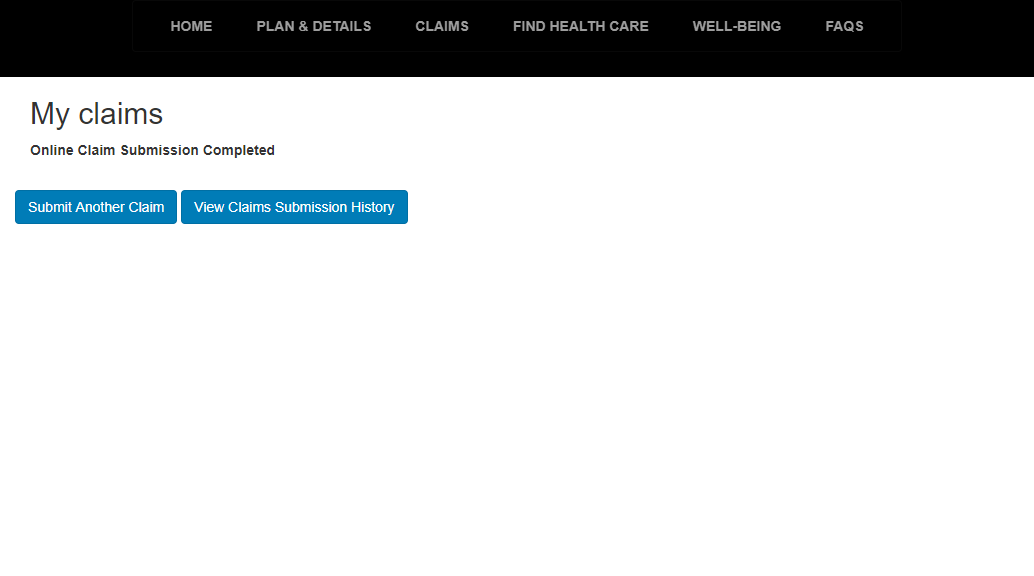 HOME PLAN & DETAILS CLAIMS FIND HEALTH CARE WELL-BEING FAQS
My claims
Online Claim Submission Completed
Submit Another Claim View Claims Submission History